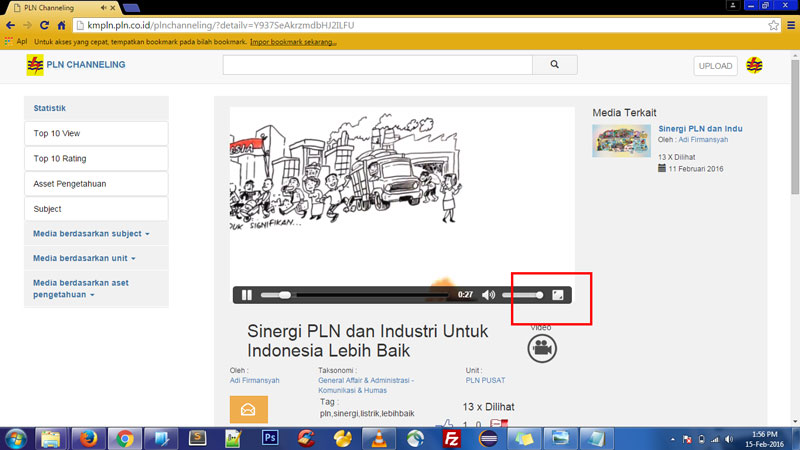 PLN Channeling
kmpln.pln.co.id/plnchanneling/?detailv=Y937SeAkrzmdbHJ2ILFU
Apl
Untuk akses yang cepat, tempatkan bookmark pada bilah bookmark. Impor bookmark sekarang...
PLN CHANNELING
UPLOAD
Statistik
Top 10 View
Top 10 Rating
Asset Pengetahuan
Subject
Media berdasarkan subject
Media berdasarkan unit
Media berdasarkan aset
pengetahuan
SIGNIFIKAN...
0:27
Media Terkait
Sinergi PLN dan Indu
Oleh : Adi Firmansyah
13 X Dilihat
11 Februari 2016
Sinergi PLN dan Industri Untuk
Indonesia Lebih Baik
Video
Oleh :
Adi Firmansyah
Taksonomi :
General Affair & Administrasi -
Komunikasi & Humas
Unit :
PLN PUSAT
Tag :
pln,sinergi,listrik,lebihbaik
13 x Dilihat
1 0
1:56 PM
15-Feb-2016